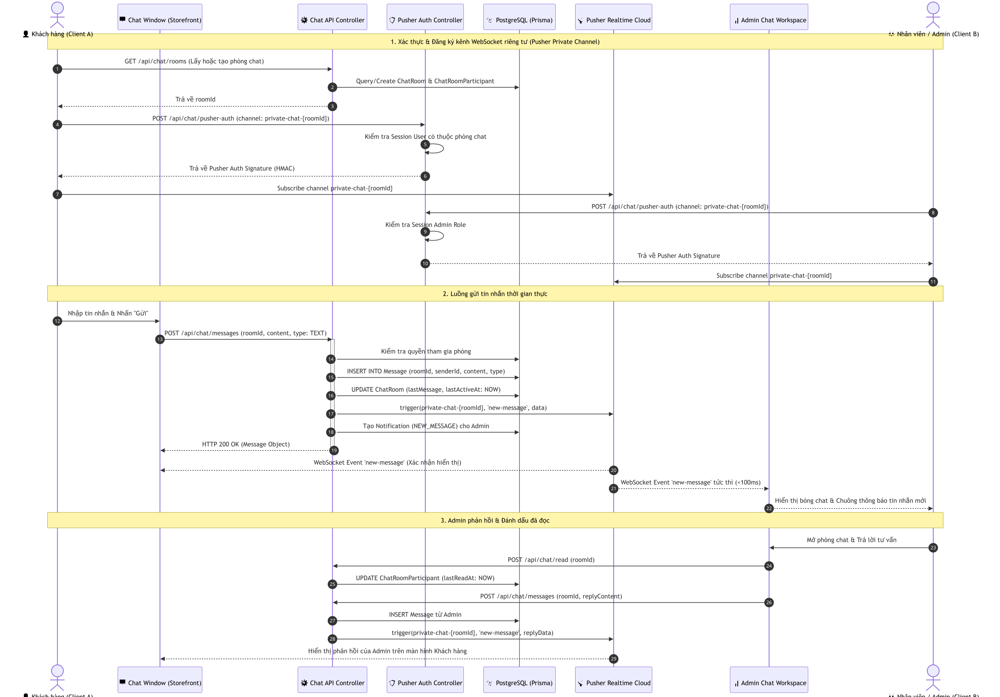 Chat Window (Storefront)
Chat API Controller
Pusher Auth Controller
PostgreSQL (Prisma)
Pusher Realtime Cloud
Admin Chat Workspace
Khách hàng (Client A)
Nhân viên / Admin (Client B)
1. Xác thực & Đăng ký kênh WebSocket riêng tư (Pusher Private Channel)
GET /api/chat/rooms (Lấy hoặc tạo phòng chat)
1
Query/Create ChatRoom & ChatRoomParticipant
2
Trả về roomId
3
POST /api/chat/pusher-auth (channel: private-chat-{roomId})
4
Kiểm tra Session User có thuộc phòng chat
5
Trả về Pusher Auth Signature (HMAC)
6
Subscribe channel private-chat-{roomId}
7
POST /api/chat/pusher-auth (channel: private-chat-{roomId})
8
Kiểm tra Session Admin Role
9
Trả về Pusher Auth Signature
10
Subscribe channel private-chat-{roomId}
11
2. Luồng gửi tin nhắn thời gian thực
Nhập tin nhắn & Nhấn "Gửi"
12
POST /api/chat/messages (roomId, content, type: TEXT)
13
Kiểm tra quyền tham gia phòng
14
INSERT INTO Message (roomId, senderId, content, type)
15
UPDATE ChatRoom (lastMessage, lastActiveAt: NOW)
16
trigger(private-chat-{roomId}, 'new-message', data)
17
Tạo Notification (NEW_MESSAGE) cho Admin
18
HTTP 200 OK (Message Object)
19
WebSocket Event 'new-message' (Xác nhận hiển thị)
20
WebSocket Event 'new-message' tức thì (<100ms)
21
Hiển thị bóng chat & Chuông thông báo tin nhắn mới
22
3. Admin phản hồi & Đánh dấu đã đọc
Mở phòng chat & Trả lời tư vấn
23
POST /api/chat/read (roomId)
24
UPDATE ChatRoomParticipant (lastReadAt: NOW)
25
POST /api/chat/messages (roomId, replyContent)
26
INSERT Message từ Admin
27
trigger(private-chat-{roomId}, 'new-message', replyData)
28
Hiển thị phản hồi của Admin trên màn hình Khách hàng
29
Chat Window (Storefront)
Chat API Controller
Pusher Auth Controller
PostgreSQL (Prisma)
Pusher Realtime Cloud
Admin Chat Workspace
Khách hàng (Client A)
Nhân viên / Admin (Client B)